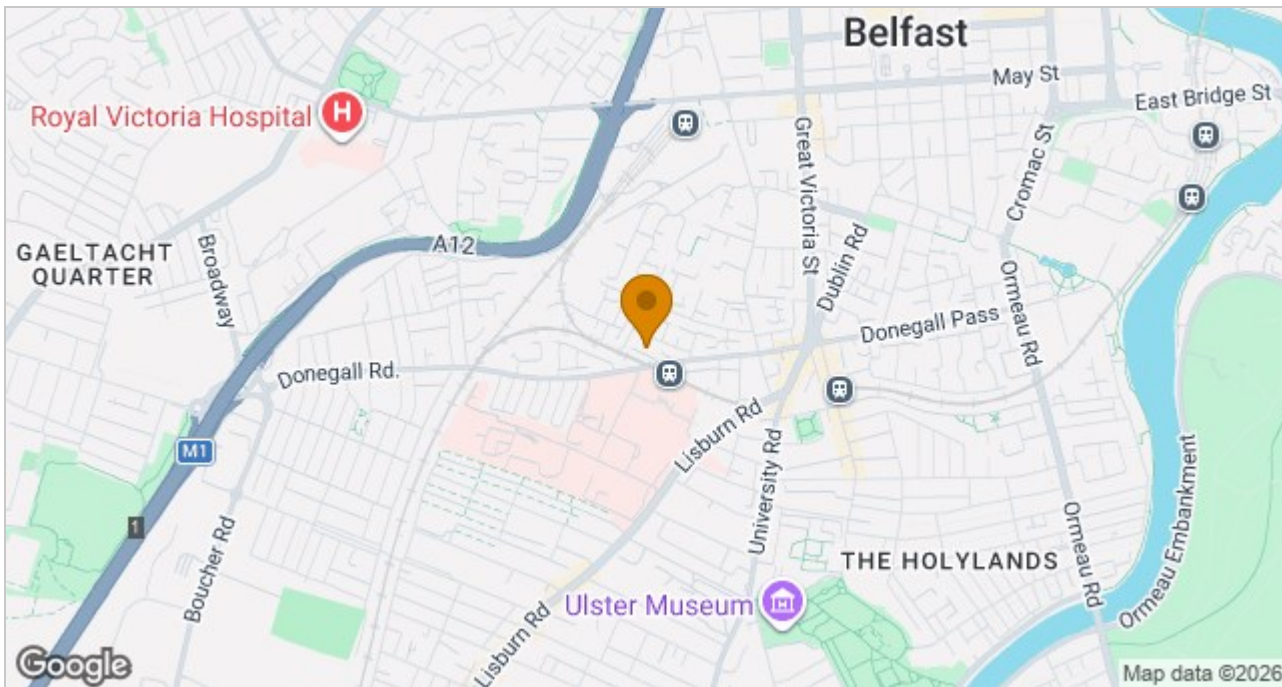 Belfast
May St
East Bridge St
Royal Victoria Hospital
H
Great Victoria St
Cromac St
GAELTACHT
QUARTER
Broadway
A12
Dublin Rd
Ormeau Rd
Donegall Pass
Donegall Rd.
Lisburn Rd
M1
University Rd
1
Boucher Rd
Ormeau Embankment
THE HOLYLANDS
Ulster Museum
Ormeau Rd
Lisburn Rd
Google
Map data ©2026